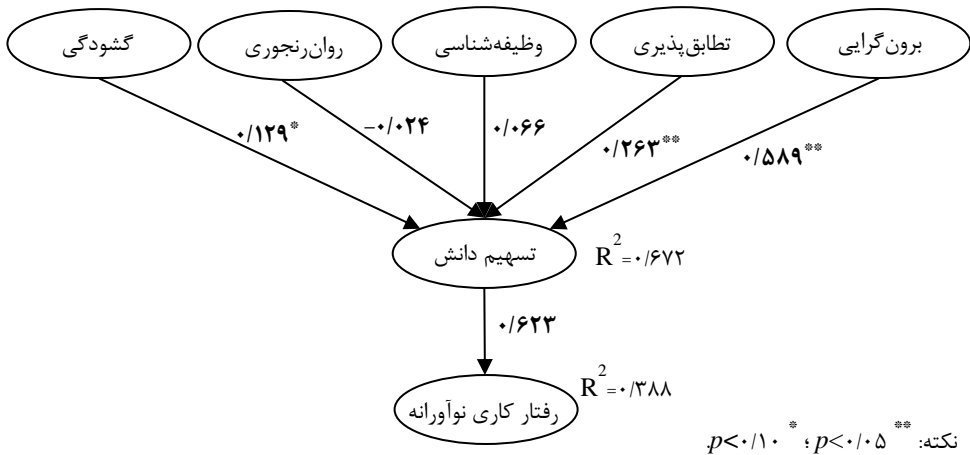 برون‌گرایی
تطابق‌پذیری
وظیفه‌شناسی
روان‌رنجوری
گشودگی
۰/۵۸۹**
۰/۲۶۳**
۰/۰۶۶
-۰/۰۲۴
۰/۱۲۹*
تسهیم دانش
R²=۰/۶۷۲
۰/۶۲۳
رفتار کاری نوآورانه
R²=۰/۳۸۸
نکته: ** p<۰/۰۵ ؛ * p<۰/۱۰.